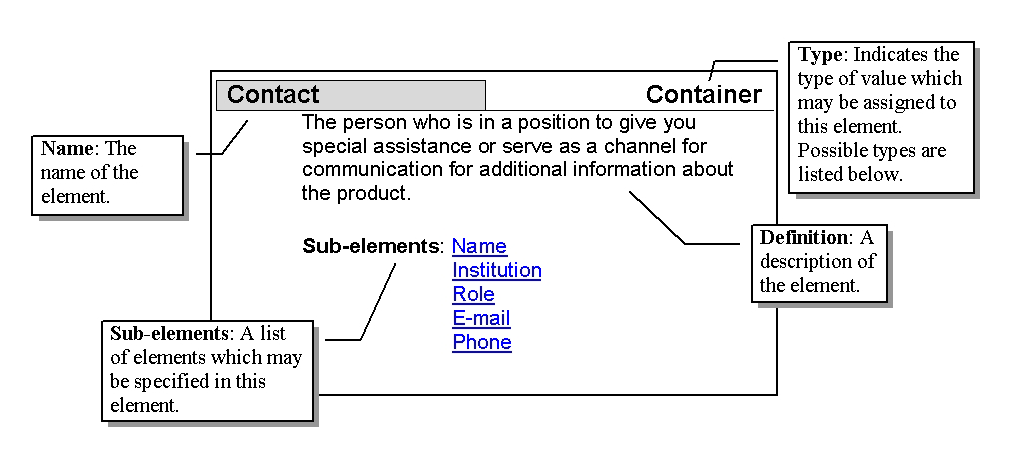 Contact
Container
The person who is in a position to give you
special assistance or serve as a channel for
communication for additional information about
the product.
Sub-elements: Name
Institution
Role
E-mail
Phone
Name: The
name of the
element.
Type: Indicates the
type of value which
may be assigned to
this element.
Possible types are
listed below.
Definition: A
description of
the element.
Sub-elements: A list
of elements which may
be specified in this
element.